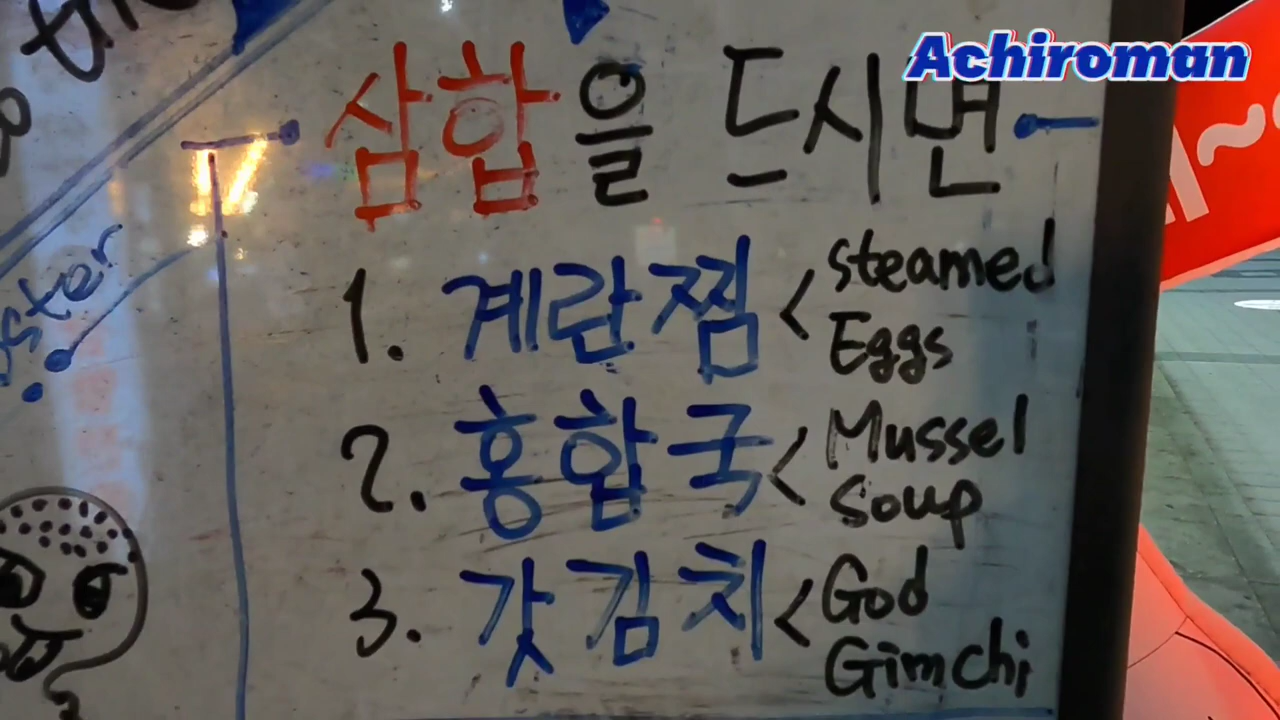 Achiroman
삼합을 드시면
1. 계란찜 < steamed Eggs
2. 홍합국 < Mussel Soup
3. 갓김치 < God Gimchi